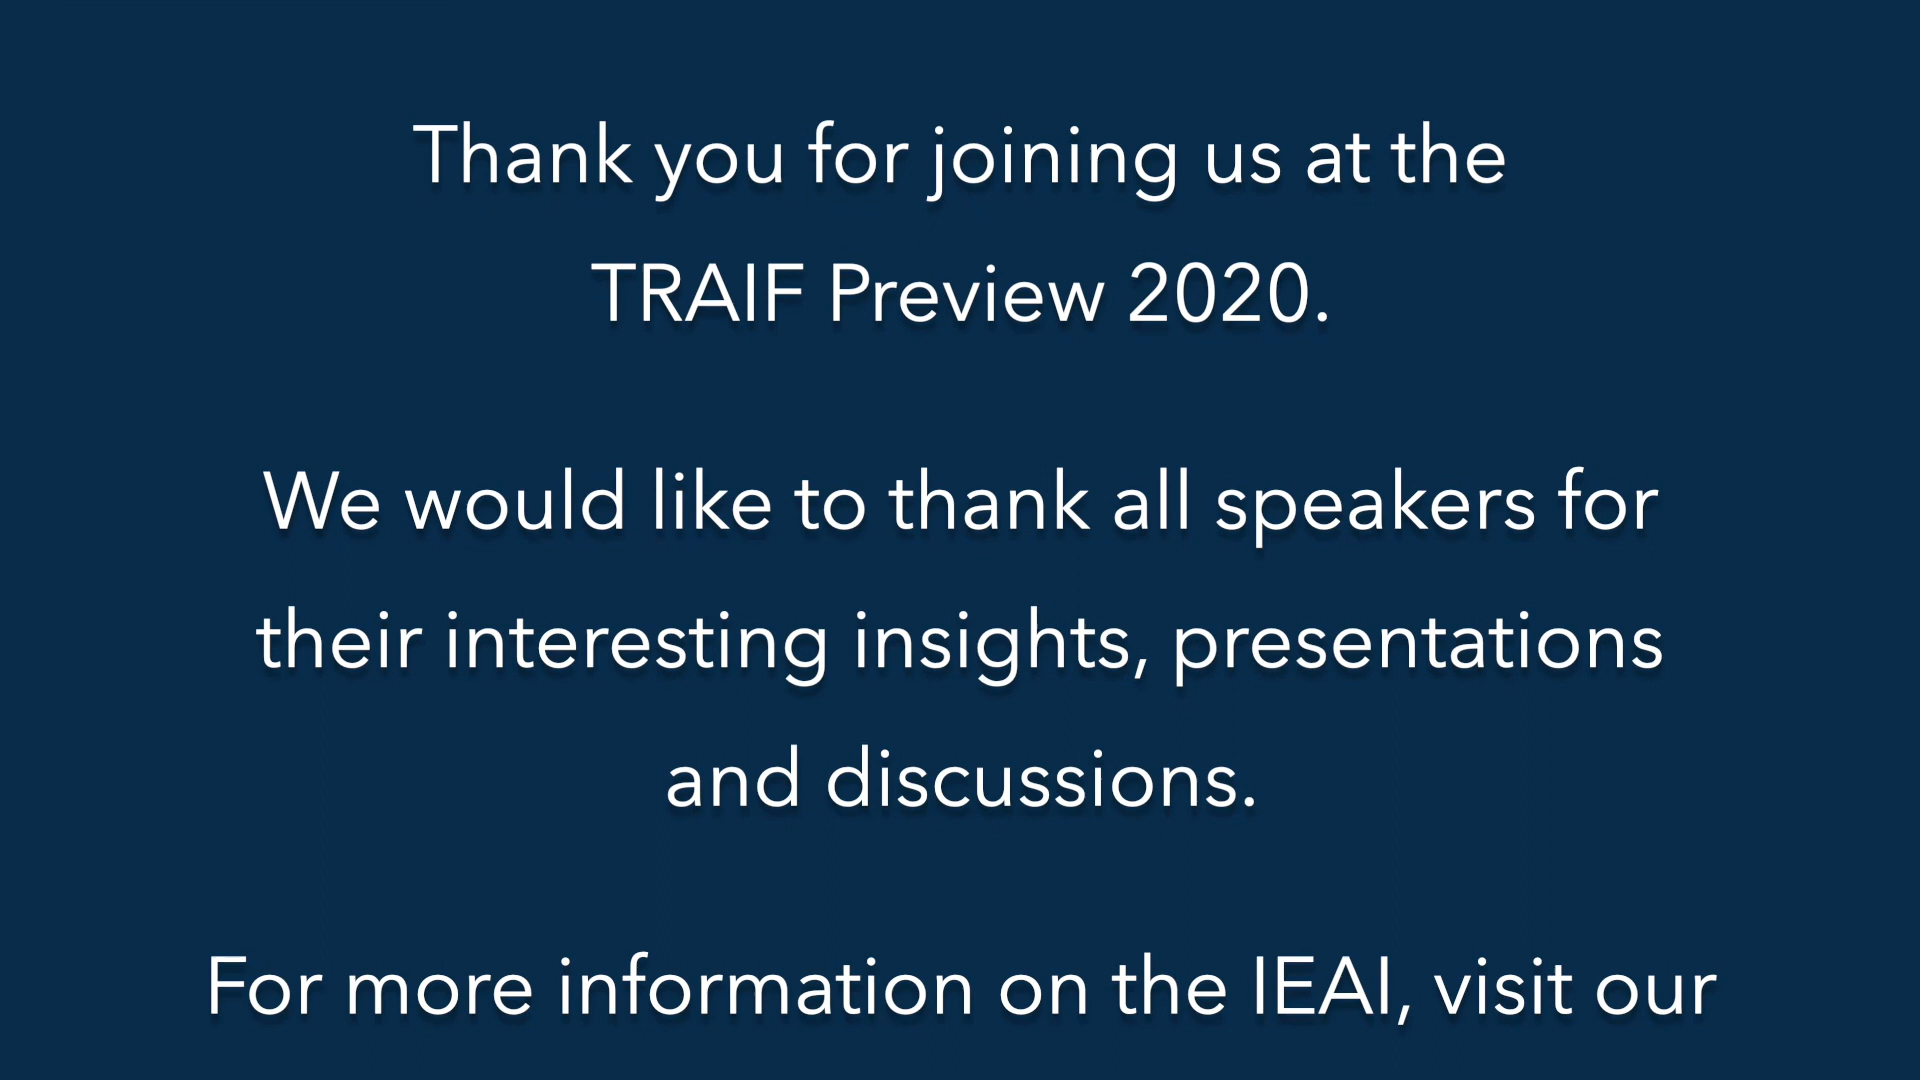 Thank you for joining us at the
TRAIF Preview 2020.
We would like to thank all speakers for
their interesting insights, presentations
and discussions.
For more information on the IEAI, visit our